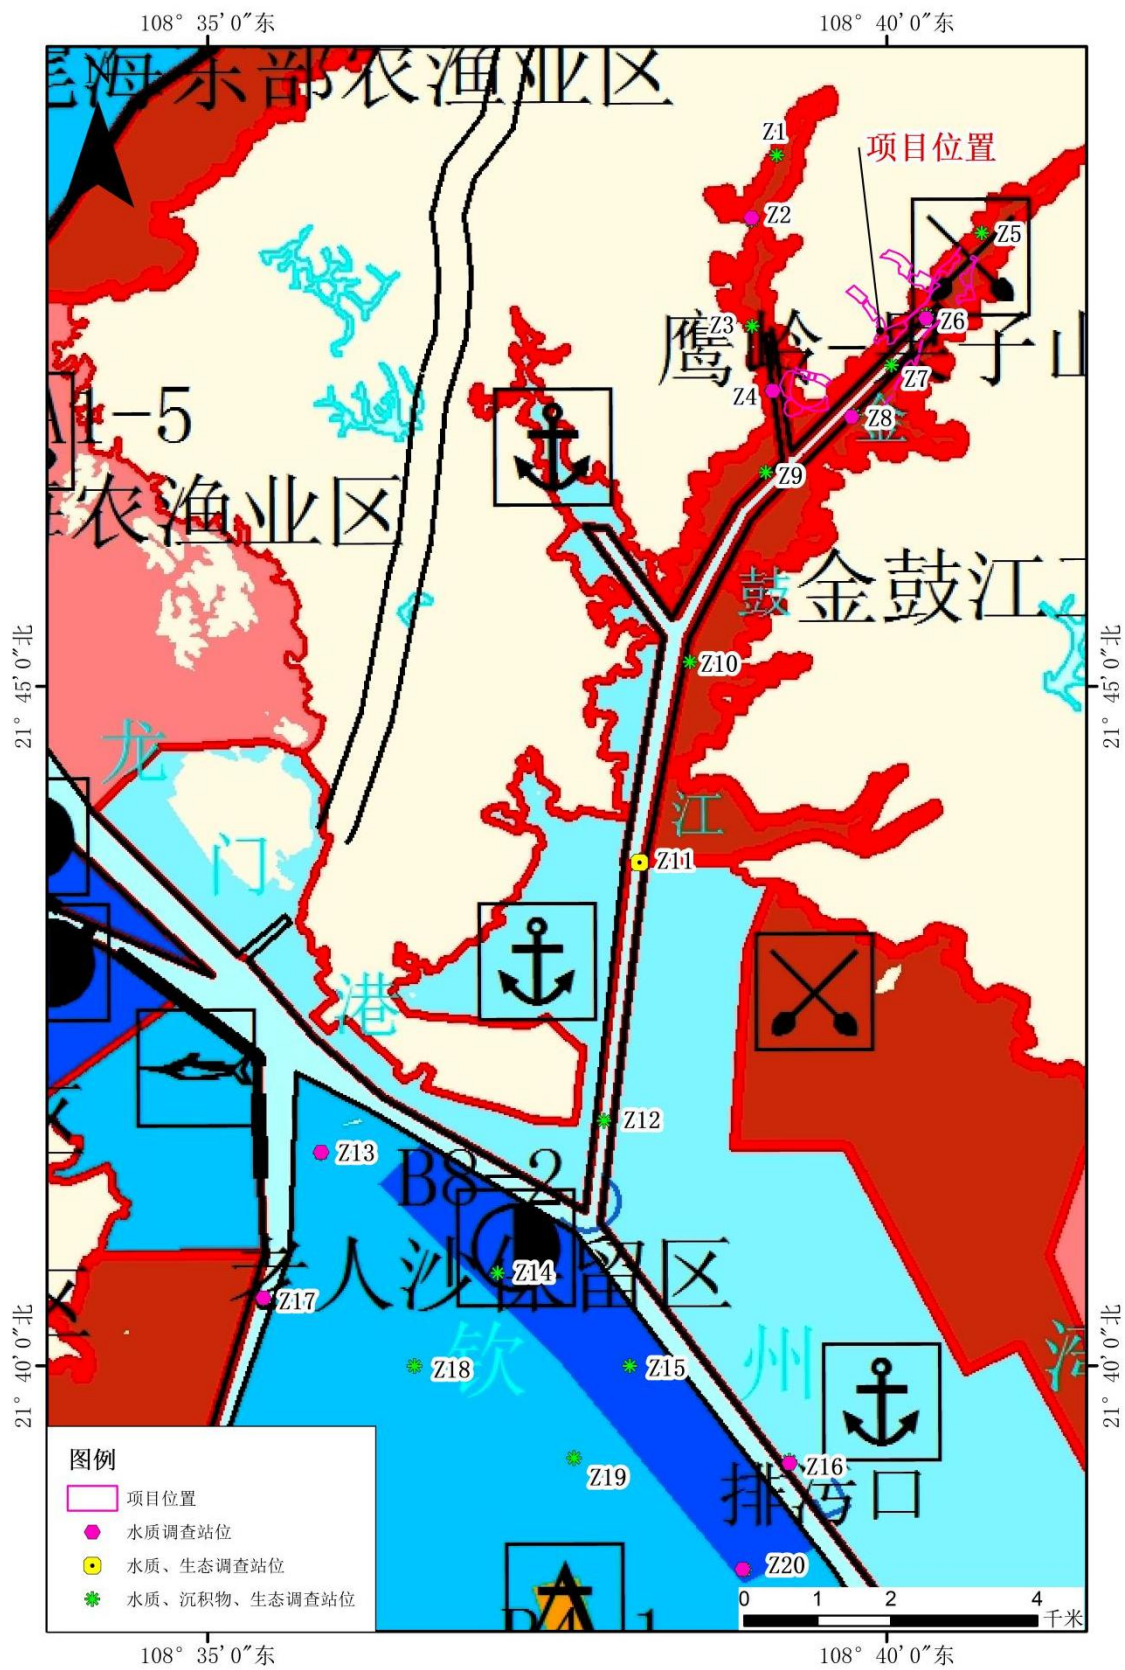 108° 35′0″东
108° 40′0″东
尾海东部农渔业区
Z1
项目位置
Z2
Z5
Z3
Z6
鹰岭-果子山
Z7
Z4
A1-5
Z8
金
Z9
农渔业区
鼓
金鼓江工
21° 45′0″北
21° 45′0″北
Z10
龙
江
门
Z11
港
Z12
Z13
B8-2
区
Z14
老人沙保留区
区
Z17
21° 40′0″北
21° 40′0″北
Z18
钦
Z15
州
Z16
Z19
排污口
Z20
图例
项目位置
水质调查站位
水质、生态调查站位
水质、沉积物、生态调查站位
0 1 2 4
千米
108° 35′0″东
108° 40′0″东